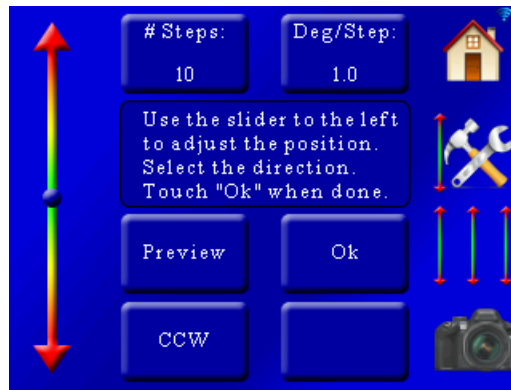 # Steps:
10
Deg/Step:
1.0
Use the slider to the left
to adjust the position.
Select the direction.
Touch "Ok" when done.
Preview
Ok
CCW